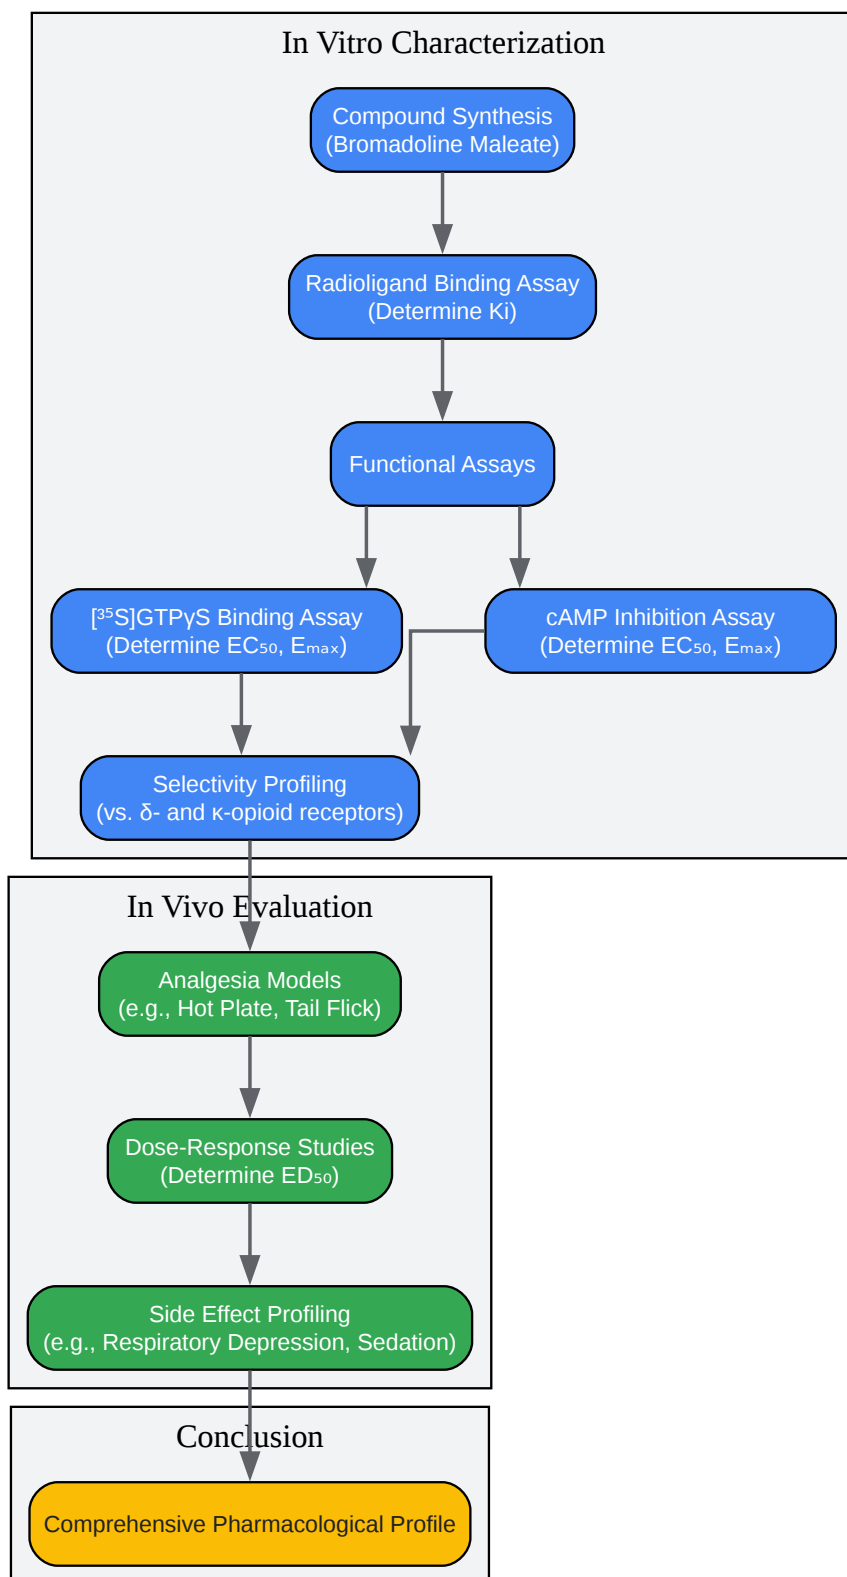 In Vitro Characterization
Compound Synthesis
(Bromadoline Maleate)
Radioligand Binding Assay
(Determine Ki)
Functional Assays
[³⁵S]GTPγS Binding Assay
(Determine EC₅₀, Eₘₐₓ)
cAMP Inhibition Assay
(Determine EC₅₀, Eₘₐₓ)
Selectivity Profiling
(vs. δ- and κ-opioid receptors)
In Vivo Evaluation
Analgesia Models
(e.g., Hot Plate, Tail Flick)
Dose-Response Studies
(Determine ED₅₀)
Side Effect Profiling
(e.g., Respiratory Depression, Sedation)
Conclusion
Comprehensive Pharmacological Profile